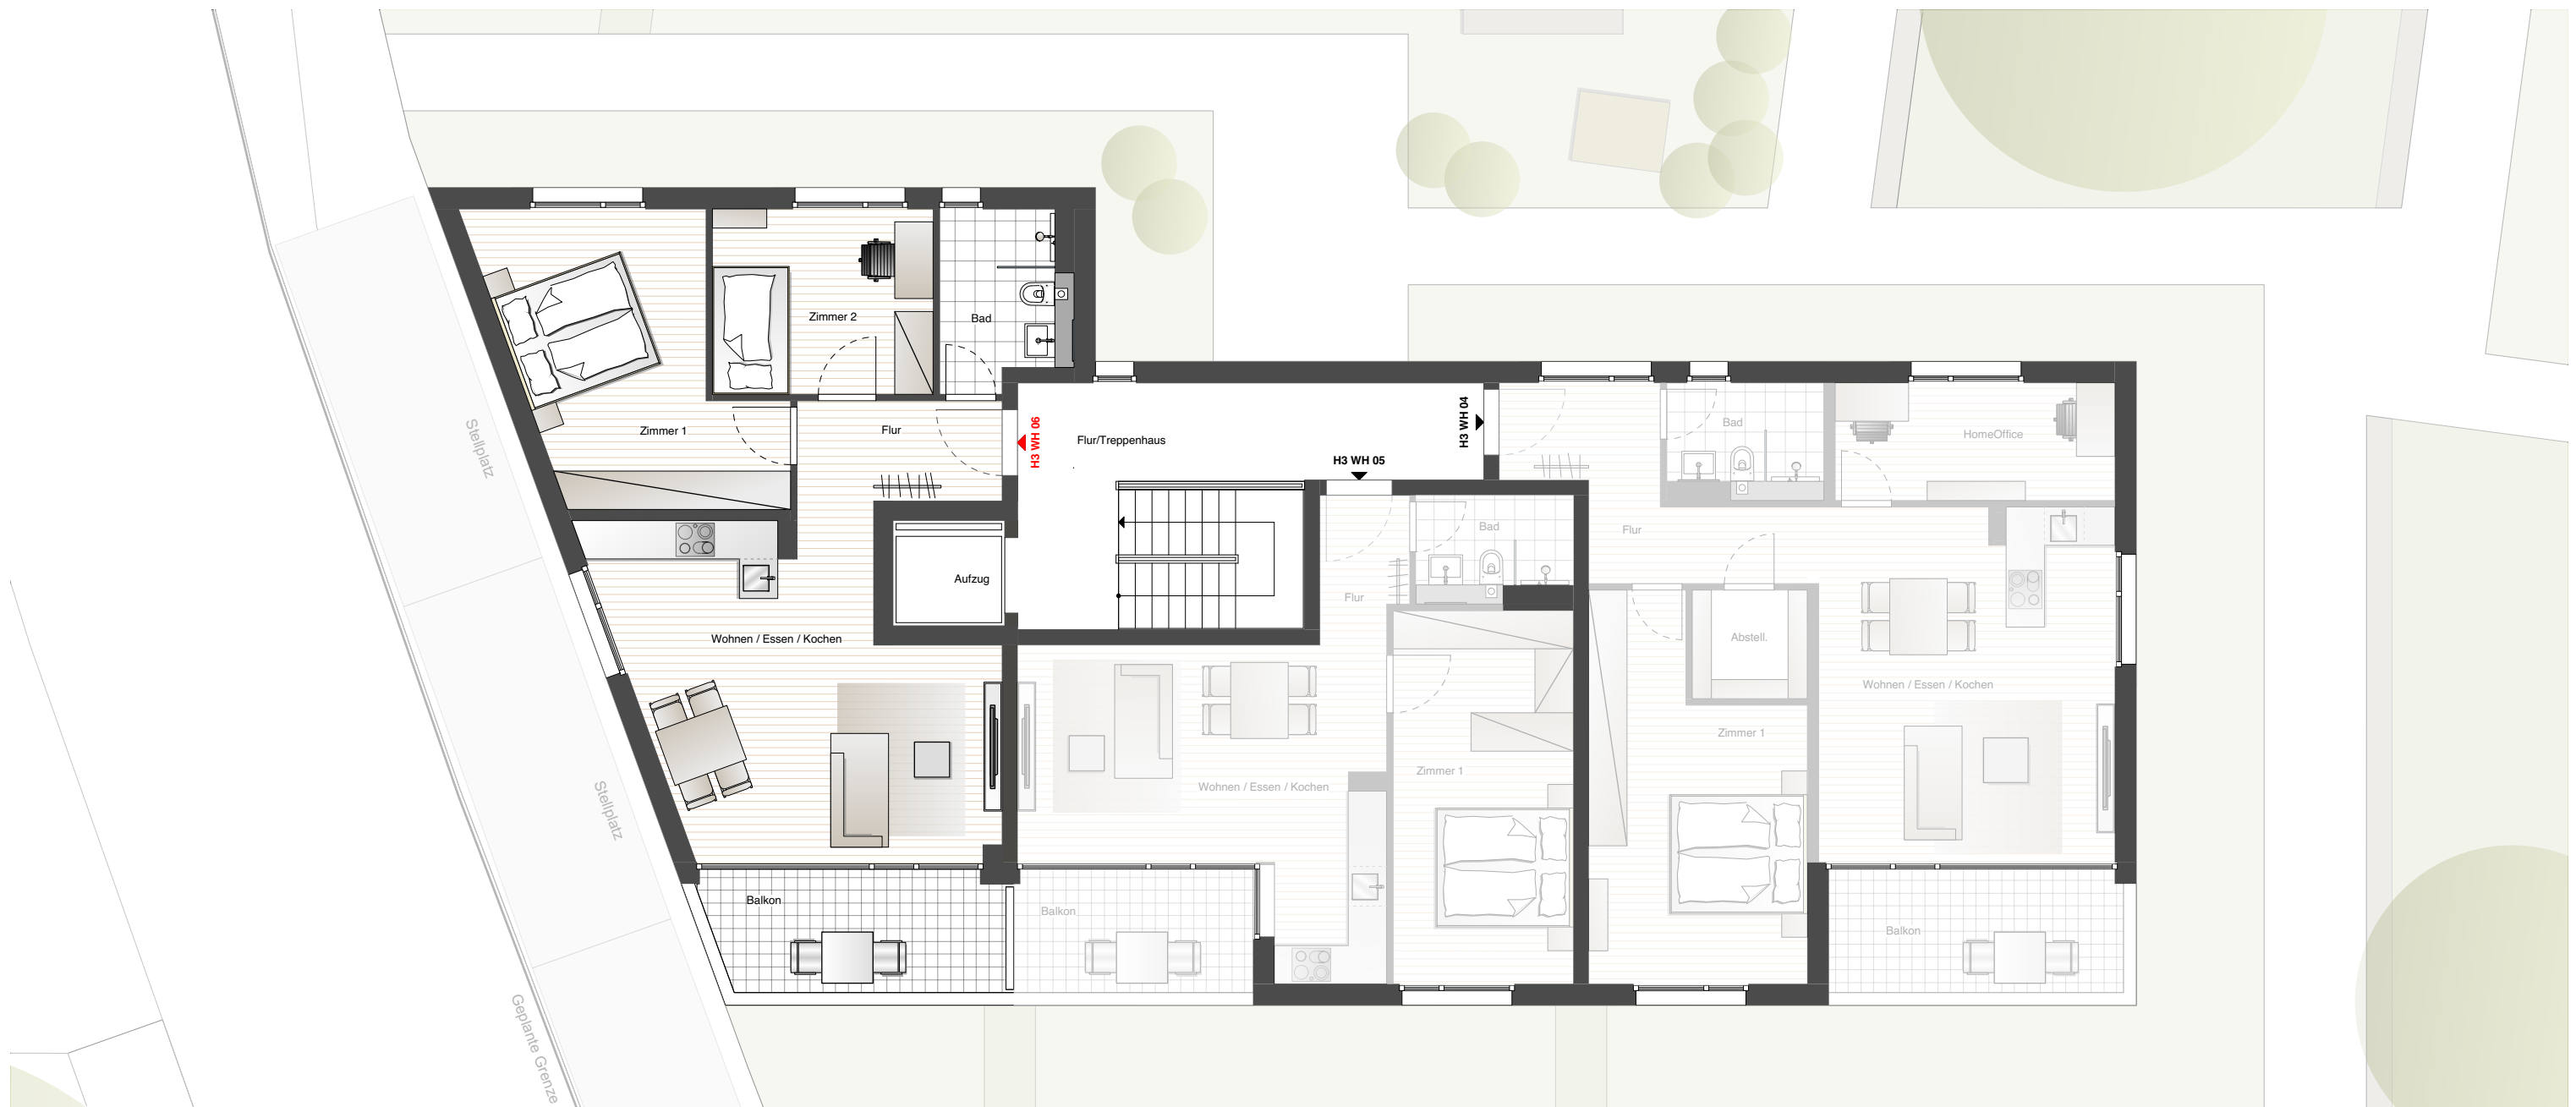 Zimmer 2
Bad
Zimmer 1
Flur
H3 WH 06
Flur/Treppenhaus
H3 WH 04
H3 WH 05
Aufzug
Wohnen / Essen / Kochen
Balkon
Bad
Flur
Wohnen / Essen / Kochen
Zimmer 1
Balkon
Bad
HomeOffice
Flur
Abstell.
Wohnen / Essen / Kochen
Zimmer 1
Balkon
Stellplatz
Stellplatz
Geplante Grenze